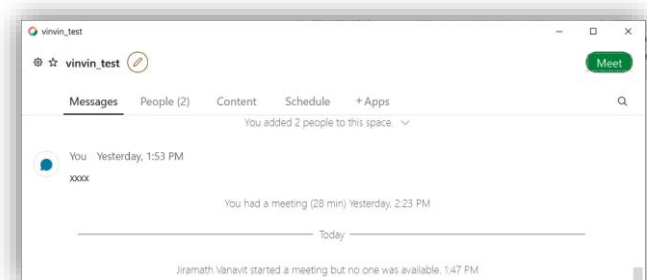 vinvin_test
vinvin_test Meet
Messages People (2) Content Schedule +Apps
You added 2 people to this space.
You Yesterday, 1:53 PM
xxxx
You had a meeting (28 min) Yesterday, 2:23 PM
Today
Jiramath Vanavit started a meeting but no one was available. 1:47 PM